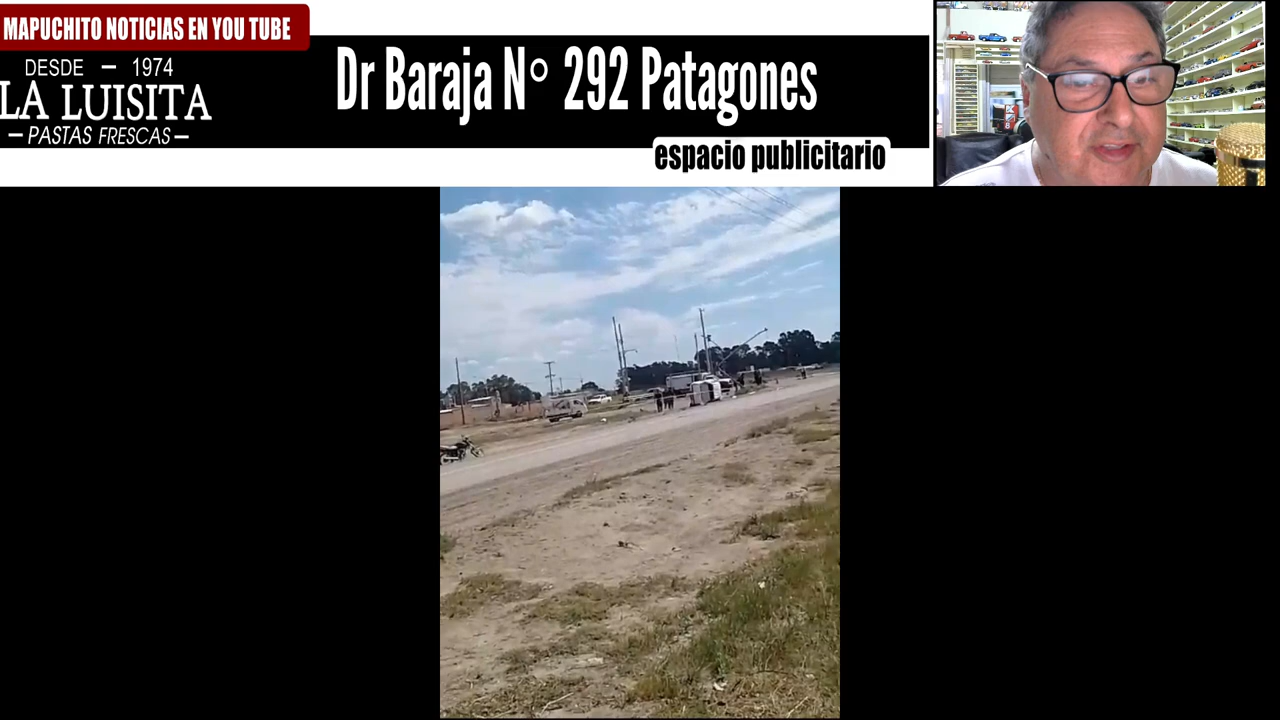 MAPUCHITO NOTICIAS EN YOU TUBE
DESDE — 1974
LA LUISITA
— PASTAS FRESCAS —
Dr Baraja N° 292 Patagones
espacio publicitario